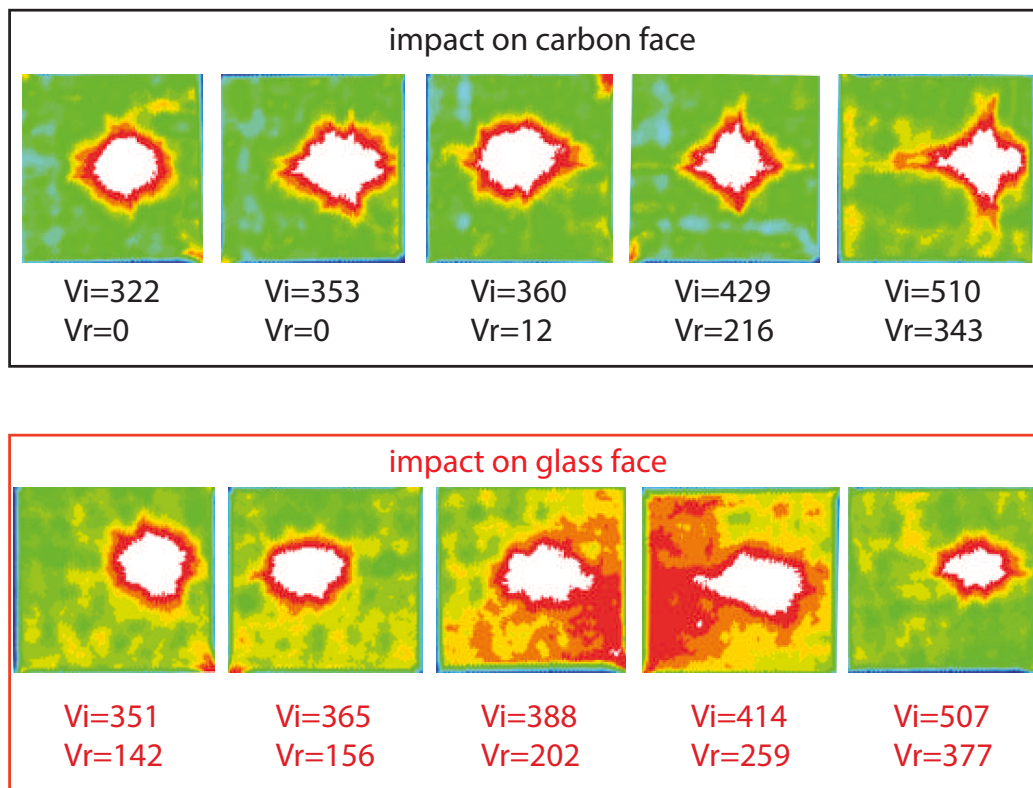 impact on carbon face
Vi=322 Vi=353 Vi=360 Vi=429 Vi=510
Vr=0 Vr=0 Vr=12 Vr=216 Vr=343
impact on glass face
Vi=351 Vi=365 Vi=388 Vi=414 Vi=507
Vr=142 Vr=156 Vr=202 Vr=259 Vr=377